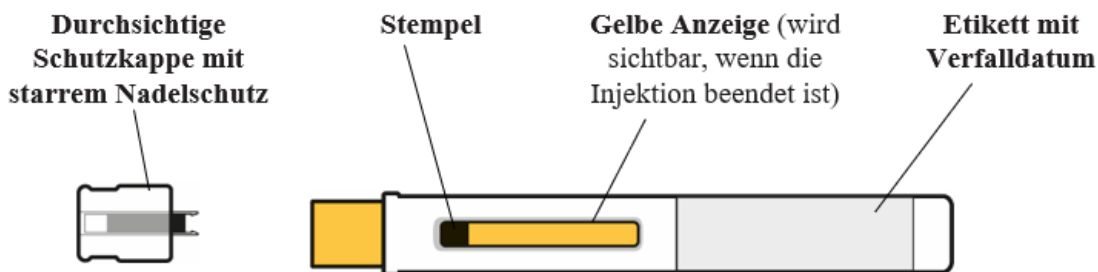 Durchsichtige
Schutzkappe mit
starrem Nadelschutz
Stempel
Gelbe Anzeige (wird
sichtbar, wenn die
Injektion beendet ist)
Etikett mit
Verfalldatum